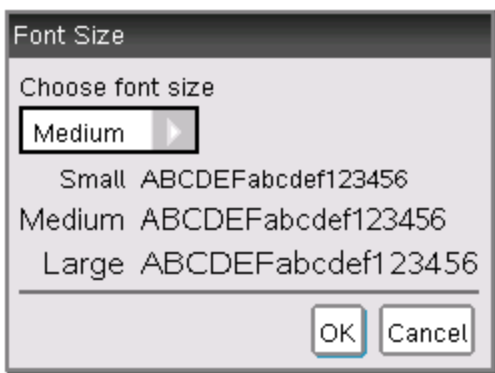 Font Size
Choose font size
Medium
Small ABCDEFabcdef123456
Medium ABCDEFabcdef123456
Large ABCDEFabcdef123456
OK Cancel